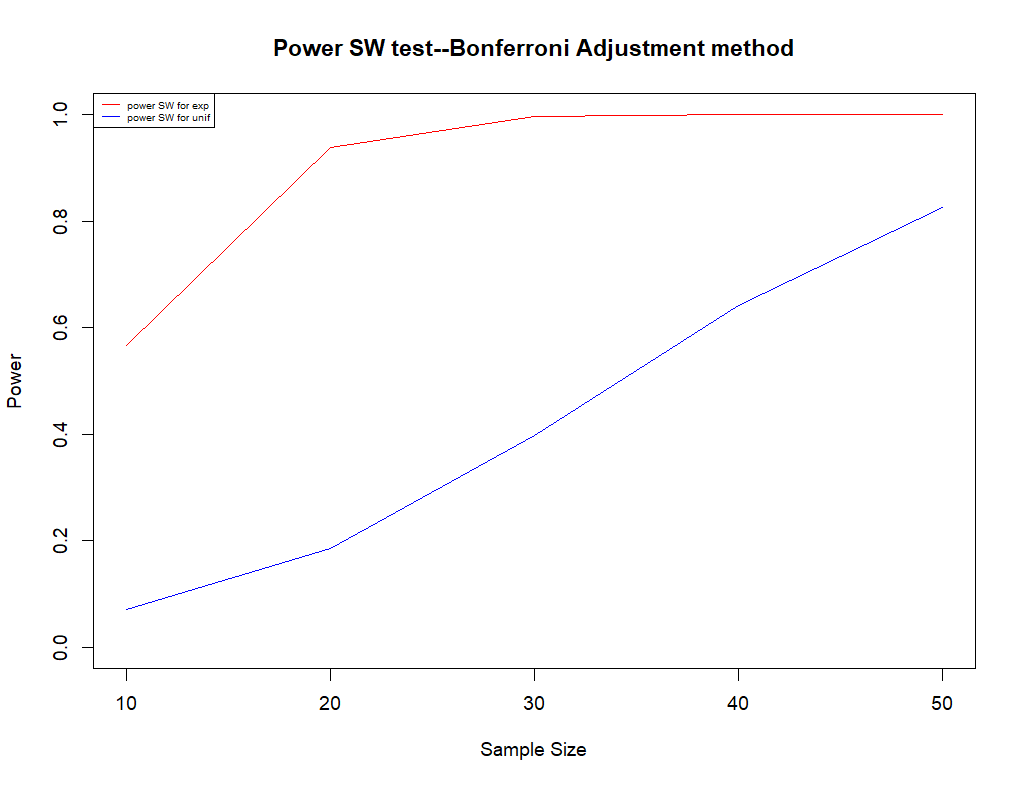 Power SW test--Bonferroni Adjustment method
power SW for exp
power SW for unif
1.0
0.8
0.6
0.4
0.2
0.0
Power
10 20 30 40 50
Sample Size